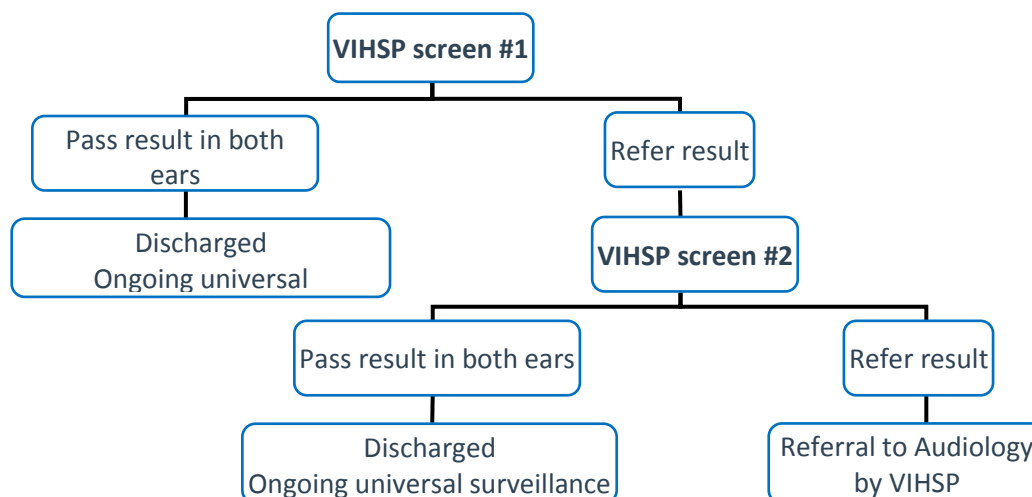 VIHSP screen #1
Pass result in both
ears
Refer result
Discharged
Ongoing universal
VIHSP screen #2
Pass result in both ears
Refer result
Discharged
Ongoing universal surveillance
Referral to Audiology
by VIHSP